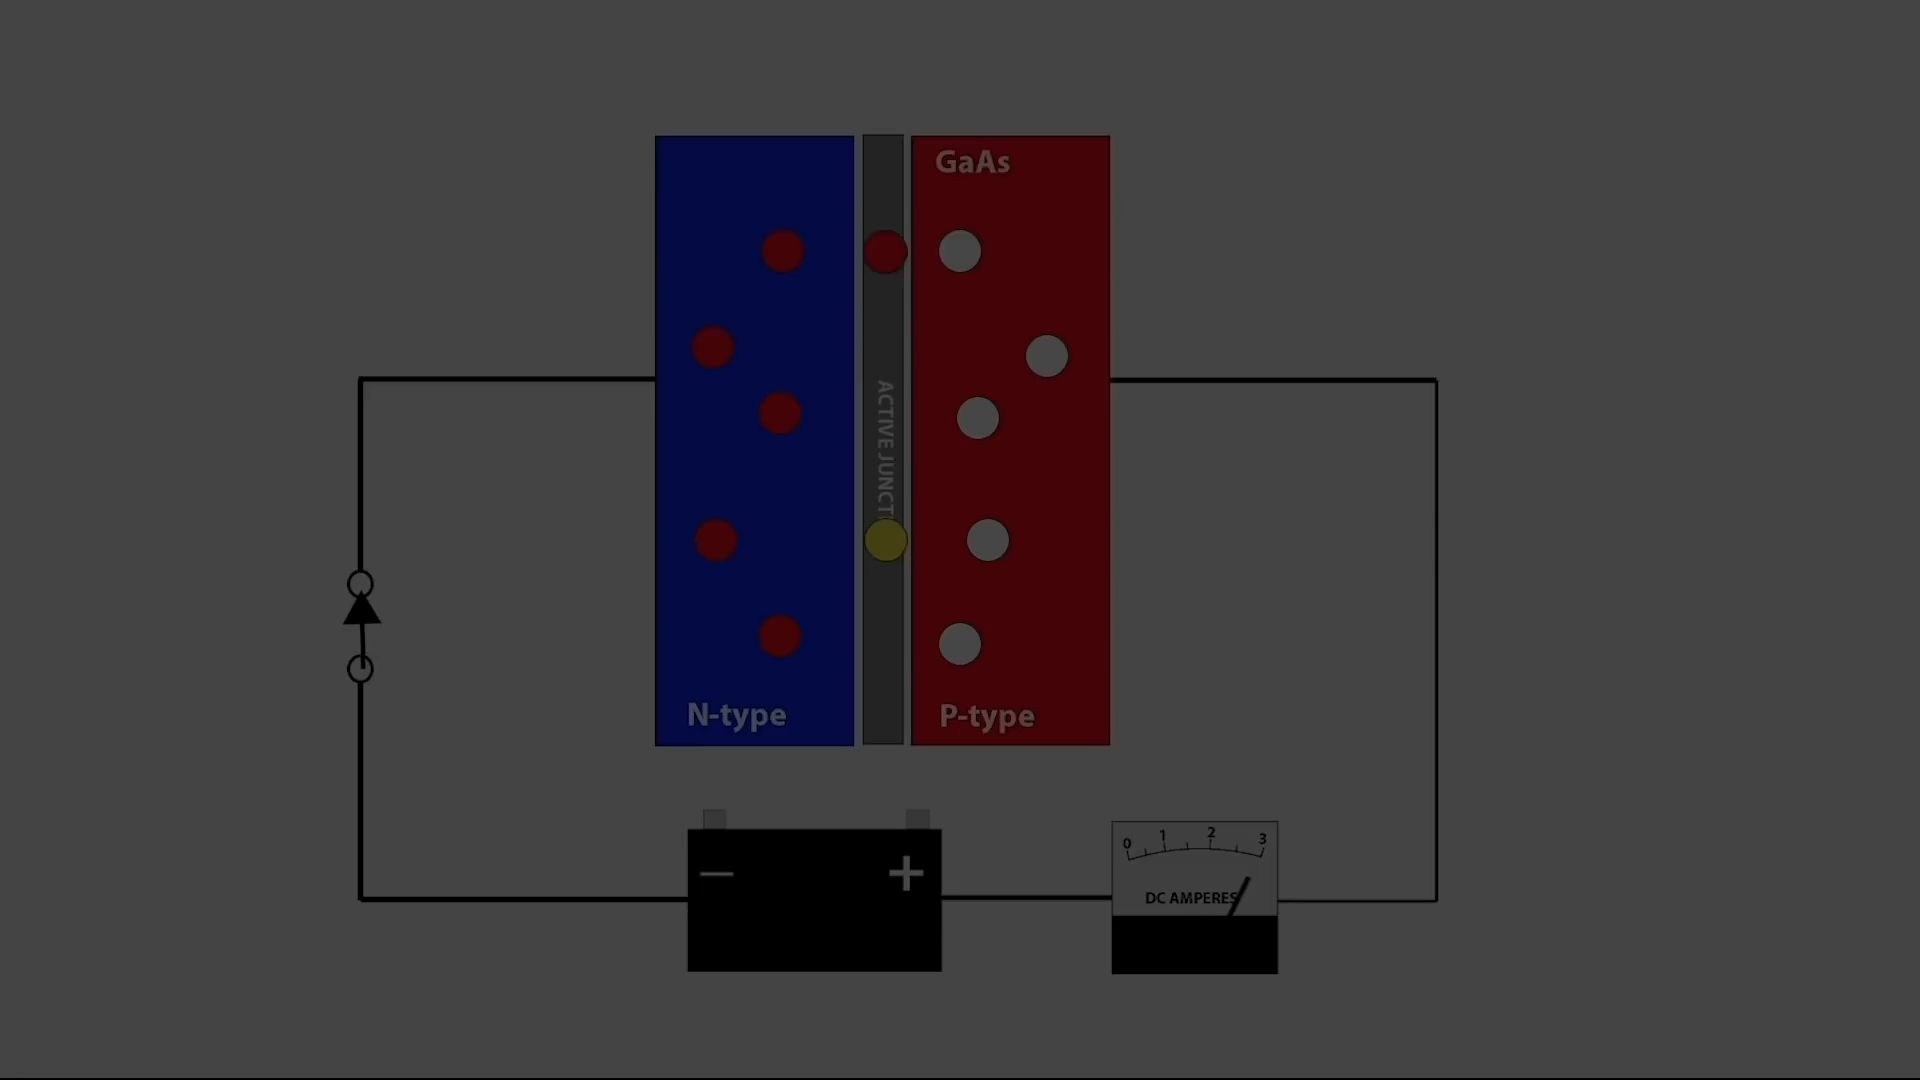 GaAs
ACTIVE JUNCT
N-type
P-type
— +
0 1 2 3
DC AMPERES